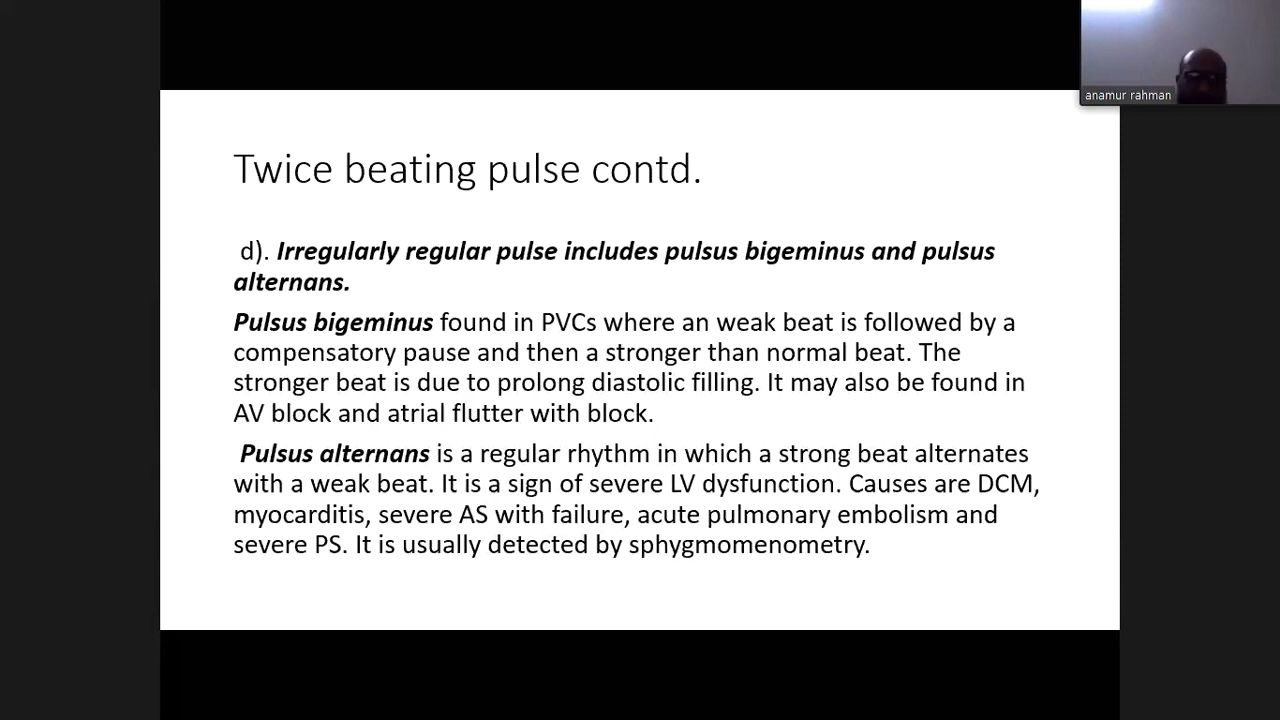 anamur rahman
Twice beating pulse contd.
d). Irregularly regular pulse includes pulsus bigeminus and pulsus
alternans.
Pulsus bigeminus found in PVCs where an weak beat is followed by a
compensatory pause and then a stronger than normal beat. The
stronger beat is due to prolong diastolic filling. It may also be found in
AV block and atrial flutter with block.
Pulsus alternans is a regular rhythm in which a strong beat alternates
with a weak beat. It is a sign of severe LV dysfunction. Causes are DCM,
myocarditis, severe AS with failure, acute pulmonary embolism and
severe PS. It is usually detected by sphygmomenometry.